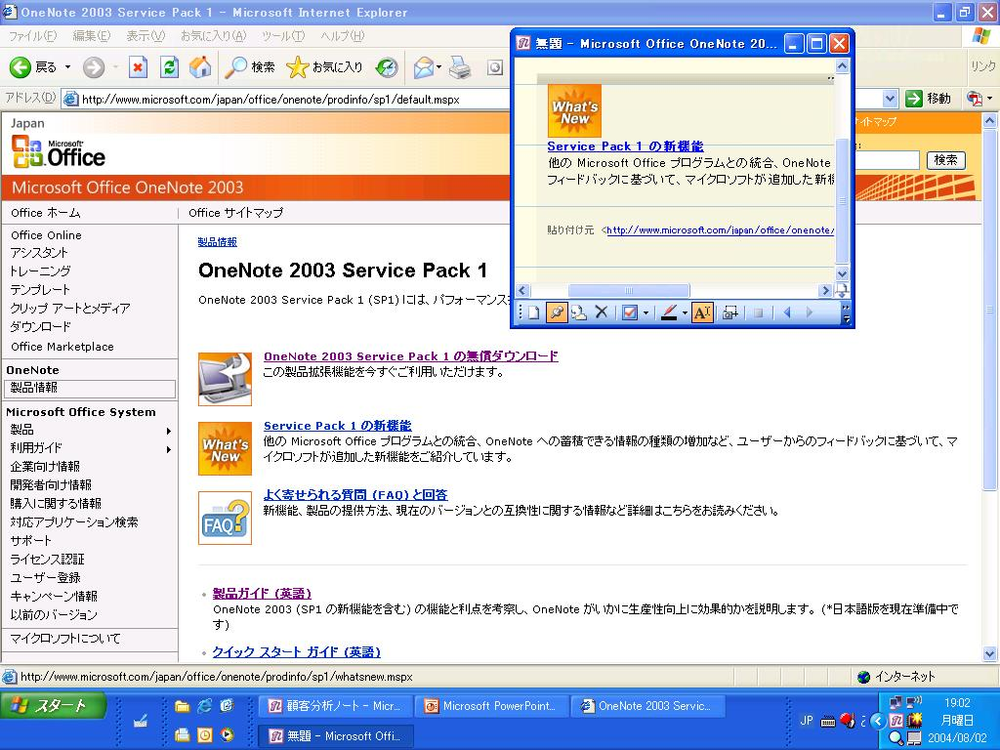 OneNote 2003 Service Pack 1 - Microsoft Internet Explorer
ファイル(F) 編集(E) 表示(V) お気に入り(A) ツール(T) ヘルプ(H)
戻る 検索 お気に入り リンク
アドレス(D) http://www.microsoft.com/japan/office/onenote/prodinfo/sp1/default.mspx 移動
無題 - Microsoft Office OneNote 20...
What's New
Service Pack 1 の新機能
他の Microsoft Office プログラムとの統合、OneNote
フィードバックに基づいて、マイクロソフトが追加した新機
貼り付け元 <http://www.microsoft.com/japan/office/onenote/
Japan
サイトマップ
Microsoft Office
検索
Microsoft Office OneNote 2003
Office ホーム | Office サイトマップ
Office Online
アシスタント
トレーニング
テンプレート
クリップ アートとメディア
ダウンロード
Office Marketplace
OneNote
製品情報
Microsoft Office System
製品
利用ガイド
企業向け情報
開発者向け情報
購入に関する情報
対応アプリケーション検索
サポート
ライセンス認証
ユーザー登録
キャンペーン情報
以前のバージョン
マイクロソフトについて
製品情報
OneNote 2003 Service Pack 1
OneNote 2003 Service Pack 1 (SP1) には、パフォーマンス
OneNote 2003 Service Pack 1 の無償ダウンロード
この製品拡張機能を今すぐご利用いただけます。
What's New
Service Pack 1 の新機能
他の Microsoft Office プログラムとの統合、OneNote への蓄積できる情報の種類の増加など、ユーザーからのフィードバックに基づいて、マ
イクロソフトが追加した新機能をご紹介しています。
FAQ?
よく寄せられる質問 (FAQ) と回答
新機能、製品の提供方法、現在のバージョンとの互換性に関する情報など詳細はこちらをお読みください。
• 製品ガイド (英語)
OneNote 2003 (SP1 の新機能を含む) の機能と利点を考察し、OneNote がいかに生産性向上に効果的かを説明します。 (*日本語版を現在準備中で
す)
• クイック スタート ガイド (英語)
http://www.microsoft.com/japan/office/onenote/prodinfo/sp1/whatsnew.mspx インターネット
スタート
顧客分析ノート - Micr... Microsoft PowerPoint... OneNote 2003 Servic...
無題 - Microsoft Offi...
JP
19:02
月曜日
2004/08/02